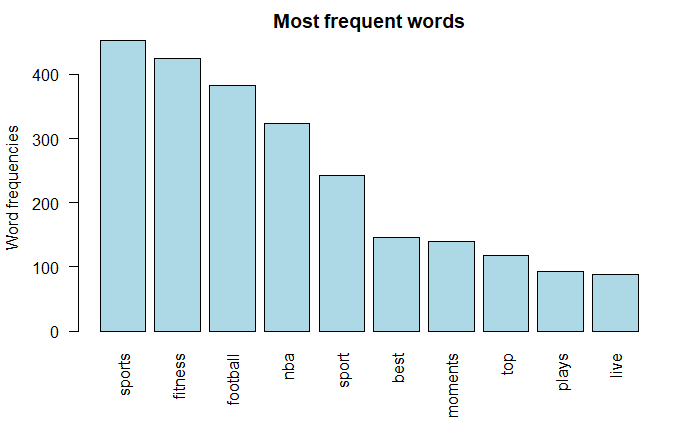 Most frequent words
Word frequencies
400
300
200
100
0
sports
fitness
football
nba
sport
best
moments
top
plays
live